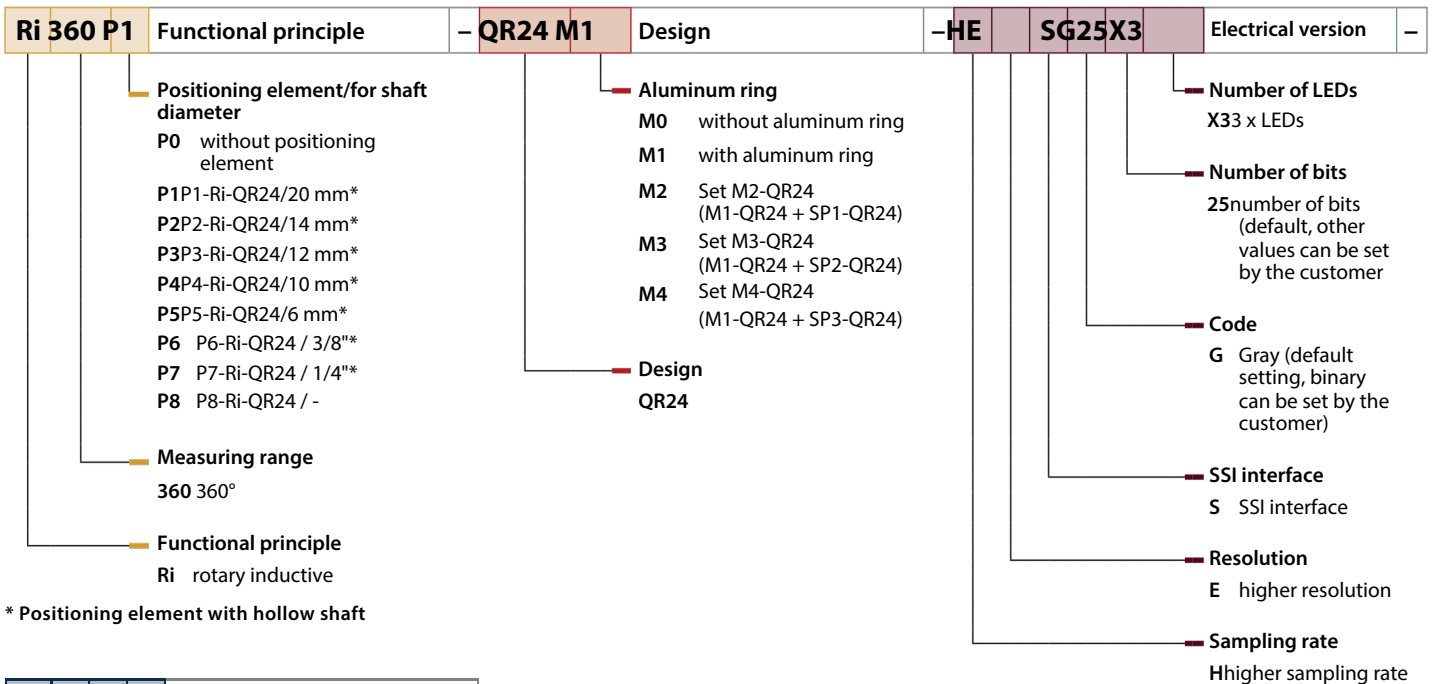 Ri 360 P1 Functional principle – QR24 M1 Design –HE SG25X3 Electrical version –
Positioning element/for shaft
diameter
P0 without positioning
element
P1P1-Ri-QR24/20 mm*
P2P2-Ri-QR24/14 mm*
P3P3-Ri-QR24/12 mm*
P4P4-Ri-QR24/10 mm*
P5P5-Ri-QR24/6 mm*
P6 P6-Ri-QR24 / 3/8"*
P7 P7-Ri-QR24 / 1/4"*
P8 P8-Ri-QR24 / -
Measuring range
360 360°
Functional principle
Ri rotary inductive
* Positioning element with hollow shaft
Aluminum ring
M0 without aluminum ring
M1 with aluminum ring
M2 Set M2-QR24
(M1-QR24 + SP1-QR24)
M3 Set M3-QR24
(M1-QR24 + SP2-QR24)
M4 Set M4-QR24
(M1-QR24 + SP3-QR24)
Design
QR24
Number of LEDs
X33 x LEDs
Number of bits
25number of bits
(default, other
values can be set
by the customer
Code
G Gray (default
setting, binary
can be set by the
customer)
SSI interface
S SSI interface
Resolution
E higher resolution
Sampling rate
Hhigher sampling rate